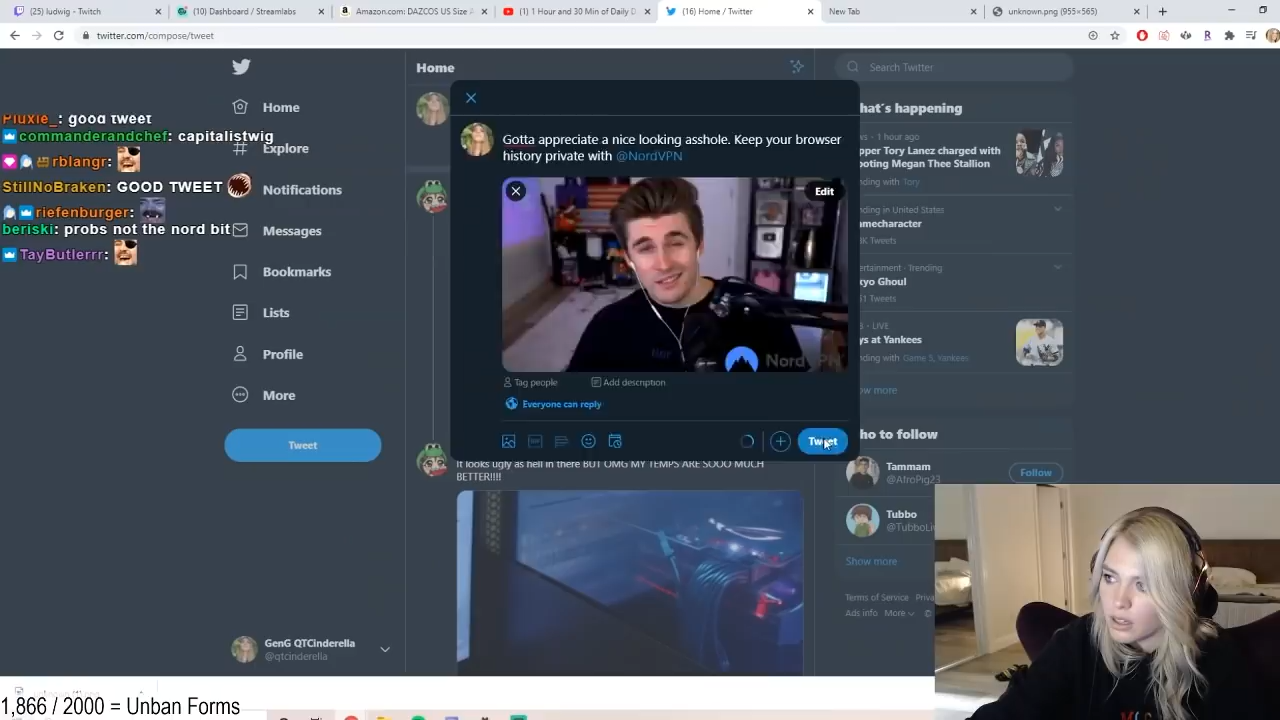 (25) ludwig - Twitch
(10) Dashboard / Streamlabs
Amazon.com: DAZCOS US Size
(1) 1 Hour and 30 Min of Daily D
(16) Home / Twitter
New Tab
unknown.png (955×565)
twitter.com/compose/tweet
Home
Search Twitter
Pluxie_: good tweet
commanderandchef: capitalistwig
rblangr:
StillNoBraken: GOOD TWEET
riefenburger:
beriski: probs not the nord bit
TayButlerrr:
Home
Explore
Notifications
Messages
Bookmarks
Lists
Profile
More
Tweet
GenG QTCinderella
@qtcinderella
Gotta appreciate a nice looking asshole. Keep your browser
history private with @NordVPN
Edit
NordVPN
Tag people
Add description
Everyone can reply
Tweet
It looks ugly as hell in there BUT OMG MY TEMPS ARE SOOO MUCH
BETTER!!!!
hat's happening
s · 1 hour ago
pper Tory Lanez charged with
oting Megan Thee Stallion
nding with Tory
nding in United States
amecharacter
K Tweets
ertainment · Trending
kyo Ghoul
51 Tweets
S · LIVE
ys at Yankees
nding with Game 5, Yankees
ow more
ho to follow
Tammam
@AfroPig23
Follow
Tubbo
@TubboLi
Show more
Terms of Service Priva
Ads info More
1,866 / 2000 = Unban Forms